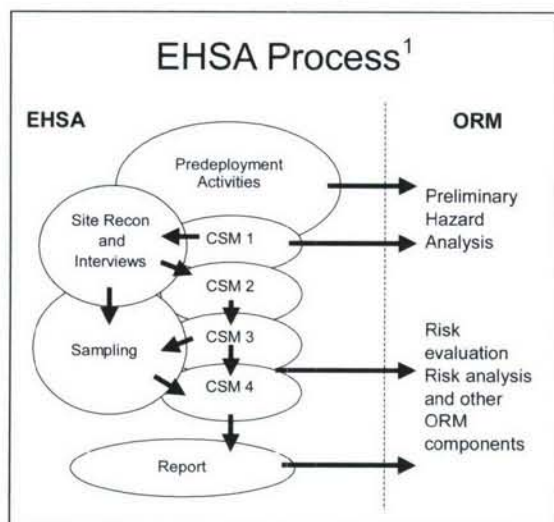 EHSA Process1
EHSA
ORM
Predeployment
Activities
Preliminary
Hazard
Analysis
Site Recon
and
Interviews
CSM 1
CSM 2
CSM 3
Sampling
CSM 4
Risk
evaluation
Risk analysis
and other
ORM
components
Report